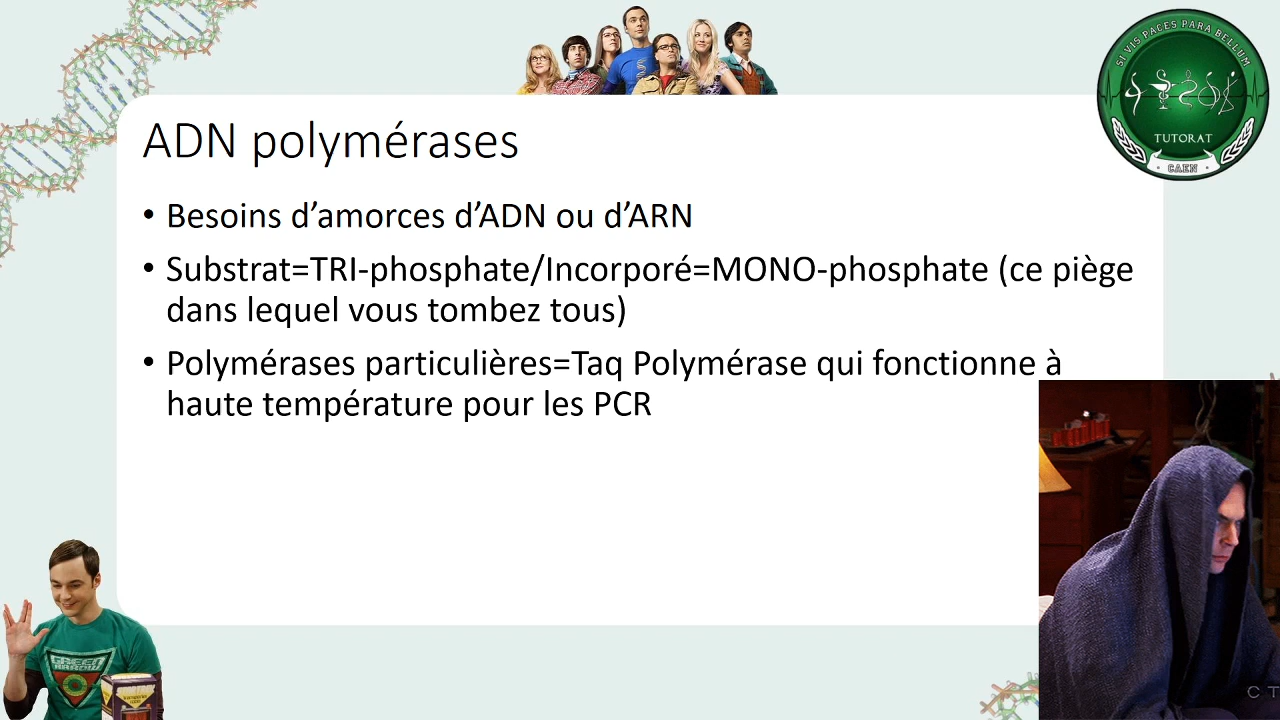 SI VIS PACES PARA BELLUM
TUTORAT
CAEN
ADN polymérases
• Besoins d’amorces d’ADN ou d’ARN
• Substrat=TRI-phosphate/Incorporé=MONO-phosphate (ce piège
dans lequel vous tombez tous)
• Polymérases particulières=Taq Polymérase qui fonctionne à
haute température pour les PCR
GREEN
CT